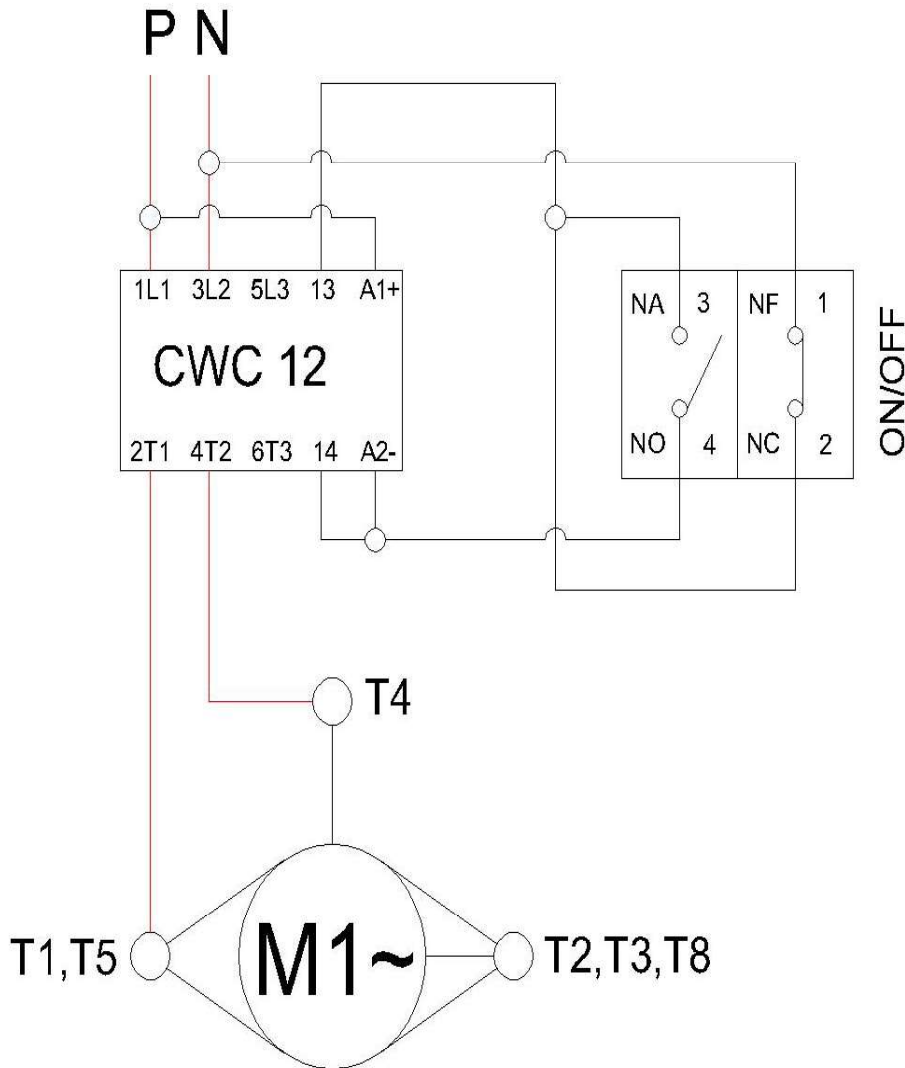 P N
1L1 3L2 5L3 13 A1+
CWC 12
2T1 4T2 6T3 14 A2-
NA 3 NF 1
NO 4 NC 2
ON/OFF
T4
M1~
T1,T5
T2,T3,T8